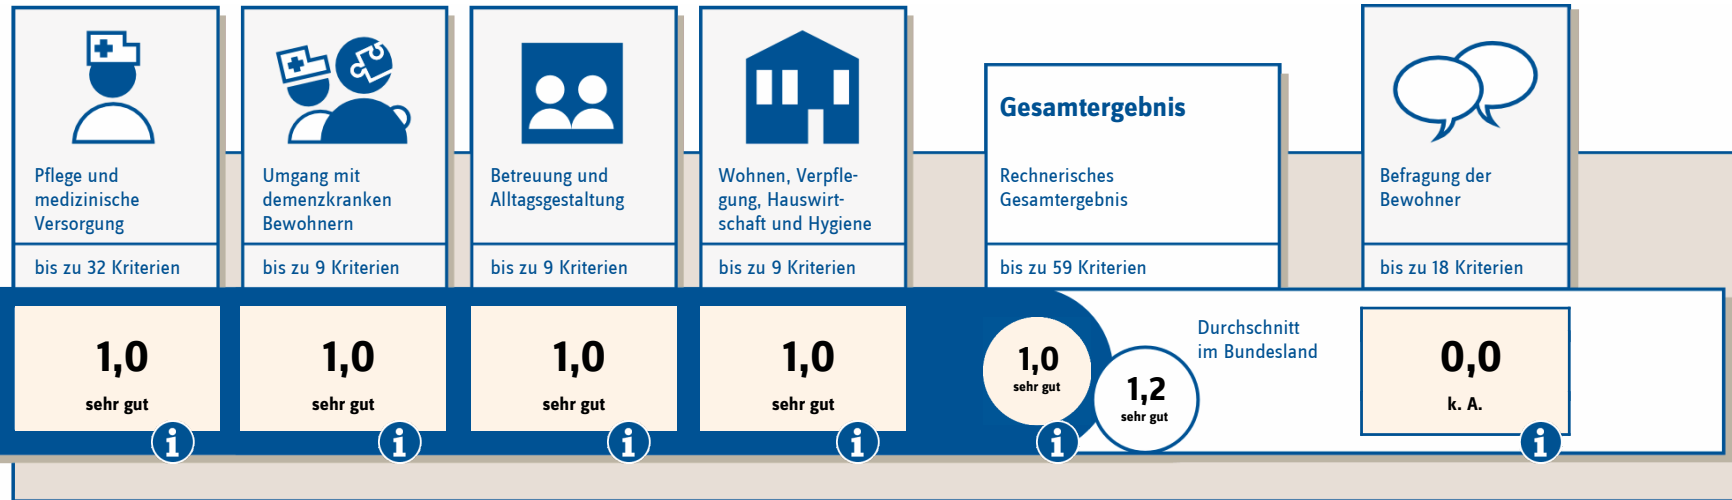 Pflege und
medizinische
Versorgung
bis zu 32 Kriterien
1,0
sehr gut
i
Umgang mit
demenzkranken
Bewohnern
bis zu 9 Kriterien
1,0
sehr gut
i
Betreuung und
Alltagsgestaltung
bis zu 9 Kriterien
1,0
sehr gut
i
Wohnen, Verpfle-
gung, Hauswirt-
schaft und Hygiene
bis zu 9 Kriterien
1,0
sehr gut
i
Gesamtergebnis
Rechnerisches
Gesamtergebnis
bis zu 59 Kriterien
1,0
sehr gut
i
1,2
sehr gut
Durchschnitt
im Bundesland
Befragung der
Bewohner
bis zu 18 Kriterien
0,0
k. A.
i